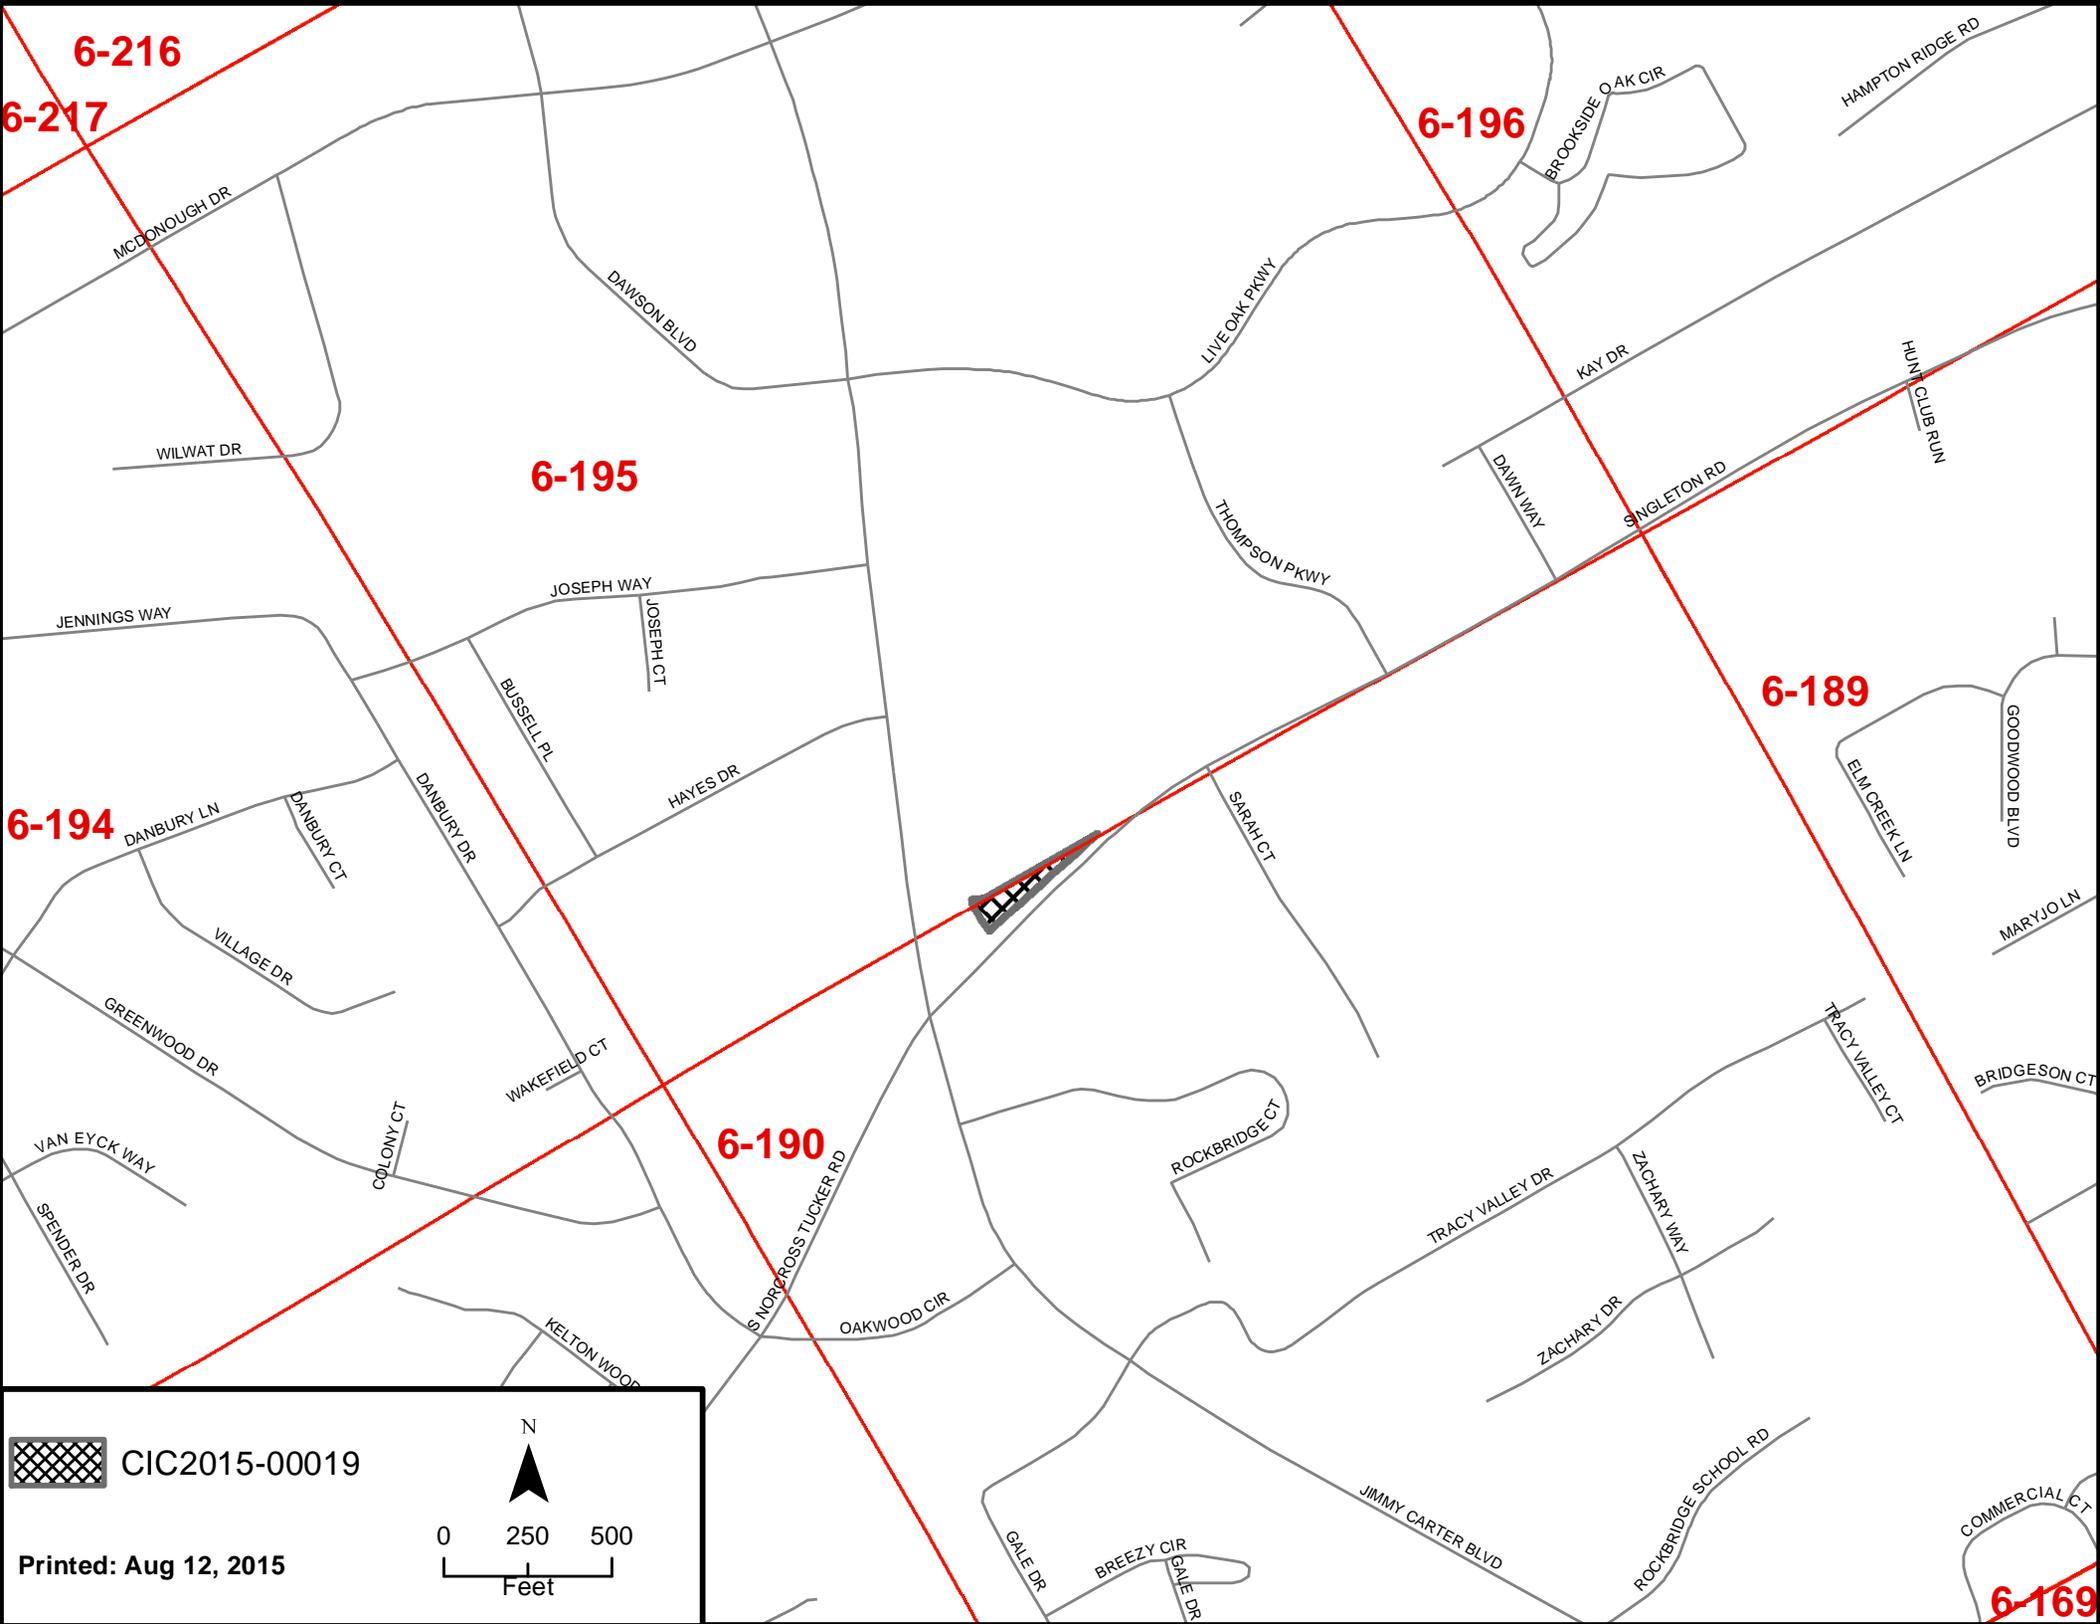 6-216
HAMPTON RIDGE RD
BROOKSIDE OAK CIR
6-217
6-196
MCDONOUGH DR
DAWSON BLVD
LIVE OAK PKWY
KAY DR
HUNT CLUB RUN
WILWAT DR
6-195
DAWN WAY
SINGLETON RD
THOMPSON PKWY
JOSEPH WAY
JENNINGS WAY
JOSEPH CT
BUSSELL PL
6-189
GOODWOOD BLVD
HAYES DR
ELM CREEK LN
6-194
DANBURY LN
DANBURY CT
DANBURY DR
SARAH CT
MARYJO LN
VILLAGE DR
GREENWOOD DR
TRACY VALLEY CT
WAKEFIELD CT
BRIDGESON CT
COLONY CT
6-190
ROCKBRIDGE CT
VAN EYCK WAY
S NORCROSS TUCKER RD
TRACY VALLEY DR
ZACHARY WAY
SPENDER DR
OAKWOOD CIR
ZACHARY DR
KELTON WOOD
CIC2015-00019
N
0 250 500
Feet
Printed: Aug 12, 2015
JIMMY CARTER BLVD
ROCKBRIDGE SCHOOL RD
COMMERCIAL CT
GALE DR
BREEZY CIR
GALE DR
6-169